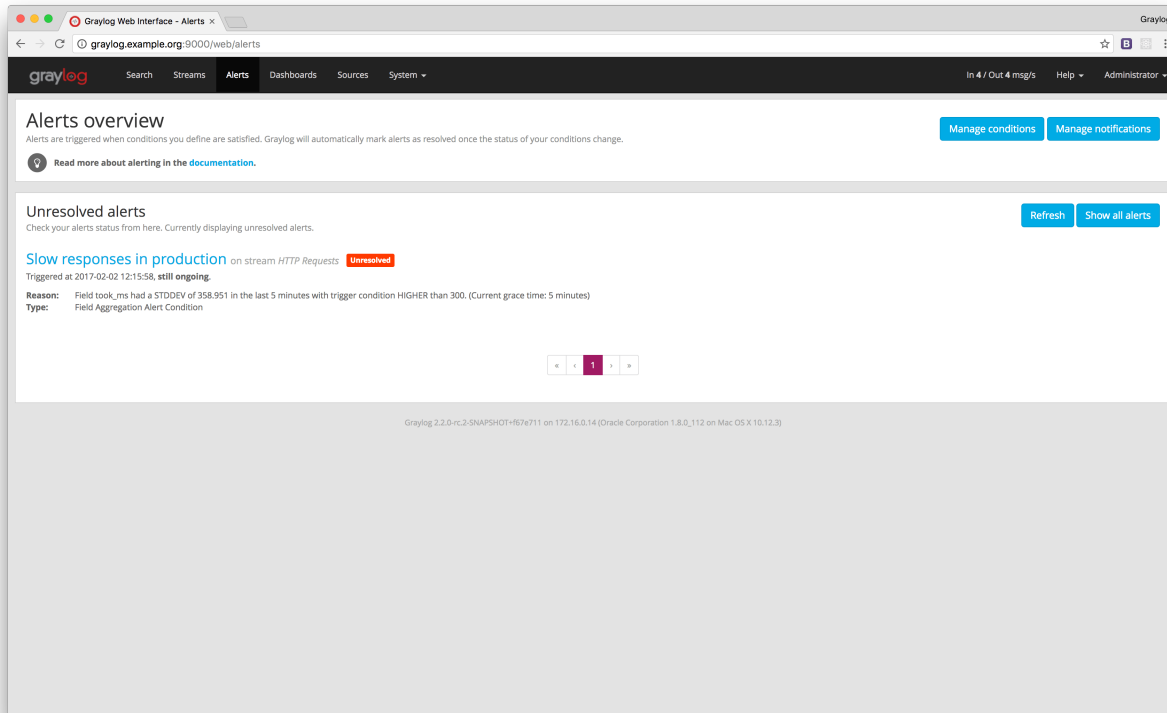 Graylog Web Interface - Alerts ×
Graylog
graylog.example.org:9000/web/alerts
B
graylog
Search Streams Alerts Dashboards Sources System
In 4 / Out 4 msg/s Help Administrator
Alerts overview
Alerts are triggered when conditions you define are satisfied. Graylog will automatically mark alerts as resolved once the status of your conditions change.
Manage conditions Manage notifications
Read more about alerting in the documentation.
Unresolved alerts
Check your alerts status from here. Currently displaying unresolved alerts.
Refresh Show all alerts
Slow responses in production on stream HTTP Requests Unresolved
Triggered at 2017-02-02 12:15:58, still ongoing.
Reason: Field took_ms had a STDDEV of 358.951 in the last 5 minutes with trigger condition HIGHER than 300. (Current grace time: 5 minutes)
Type: Field Aggregation Alert Condition
« ‹ 1 › »
Graylog 2.2.0-rc.2-SNAPSHOT+f67e711 on 172.16.0.14 (Oracle Corporation 1.8.0_112 on Mac OS X 10.12.3)